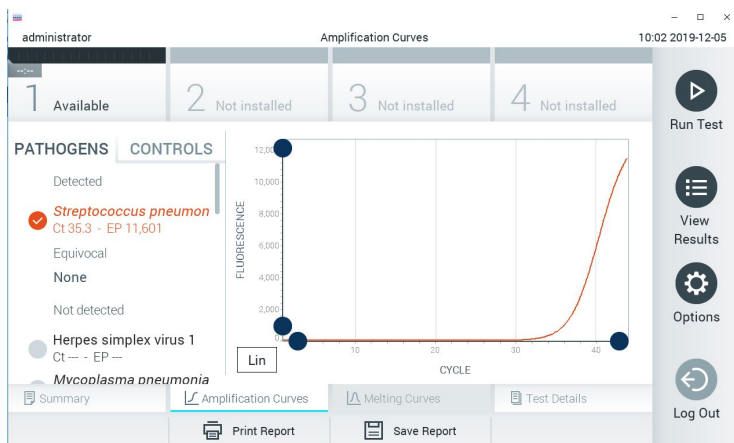 administrator
Amplification Curves
10:02 2019-12-05
--:--
1 Available
2 Not installed
3 Not installed
4 Not installed
Run Test
PATHOGENS
CONTROLS
Detected
Streptococcus pneumon
Ct 35.3 - EP 11,601
Equivocal
None
Not detected
Herpes simplex virus 1
Ct --- - EP ---
Mycoplasma pneumonia
FLUORESCENCE
12,00
10,000
8,000
6,000
4,000
2,000
0
10
20
30
40
CYCLE
Lin
View
Results
Options
Log Out
Summary
Amplification Curves
Melting Curves
Test Details
Print Report
Save Report